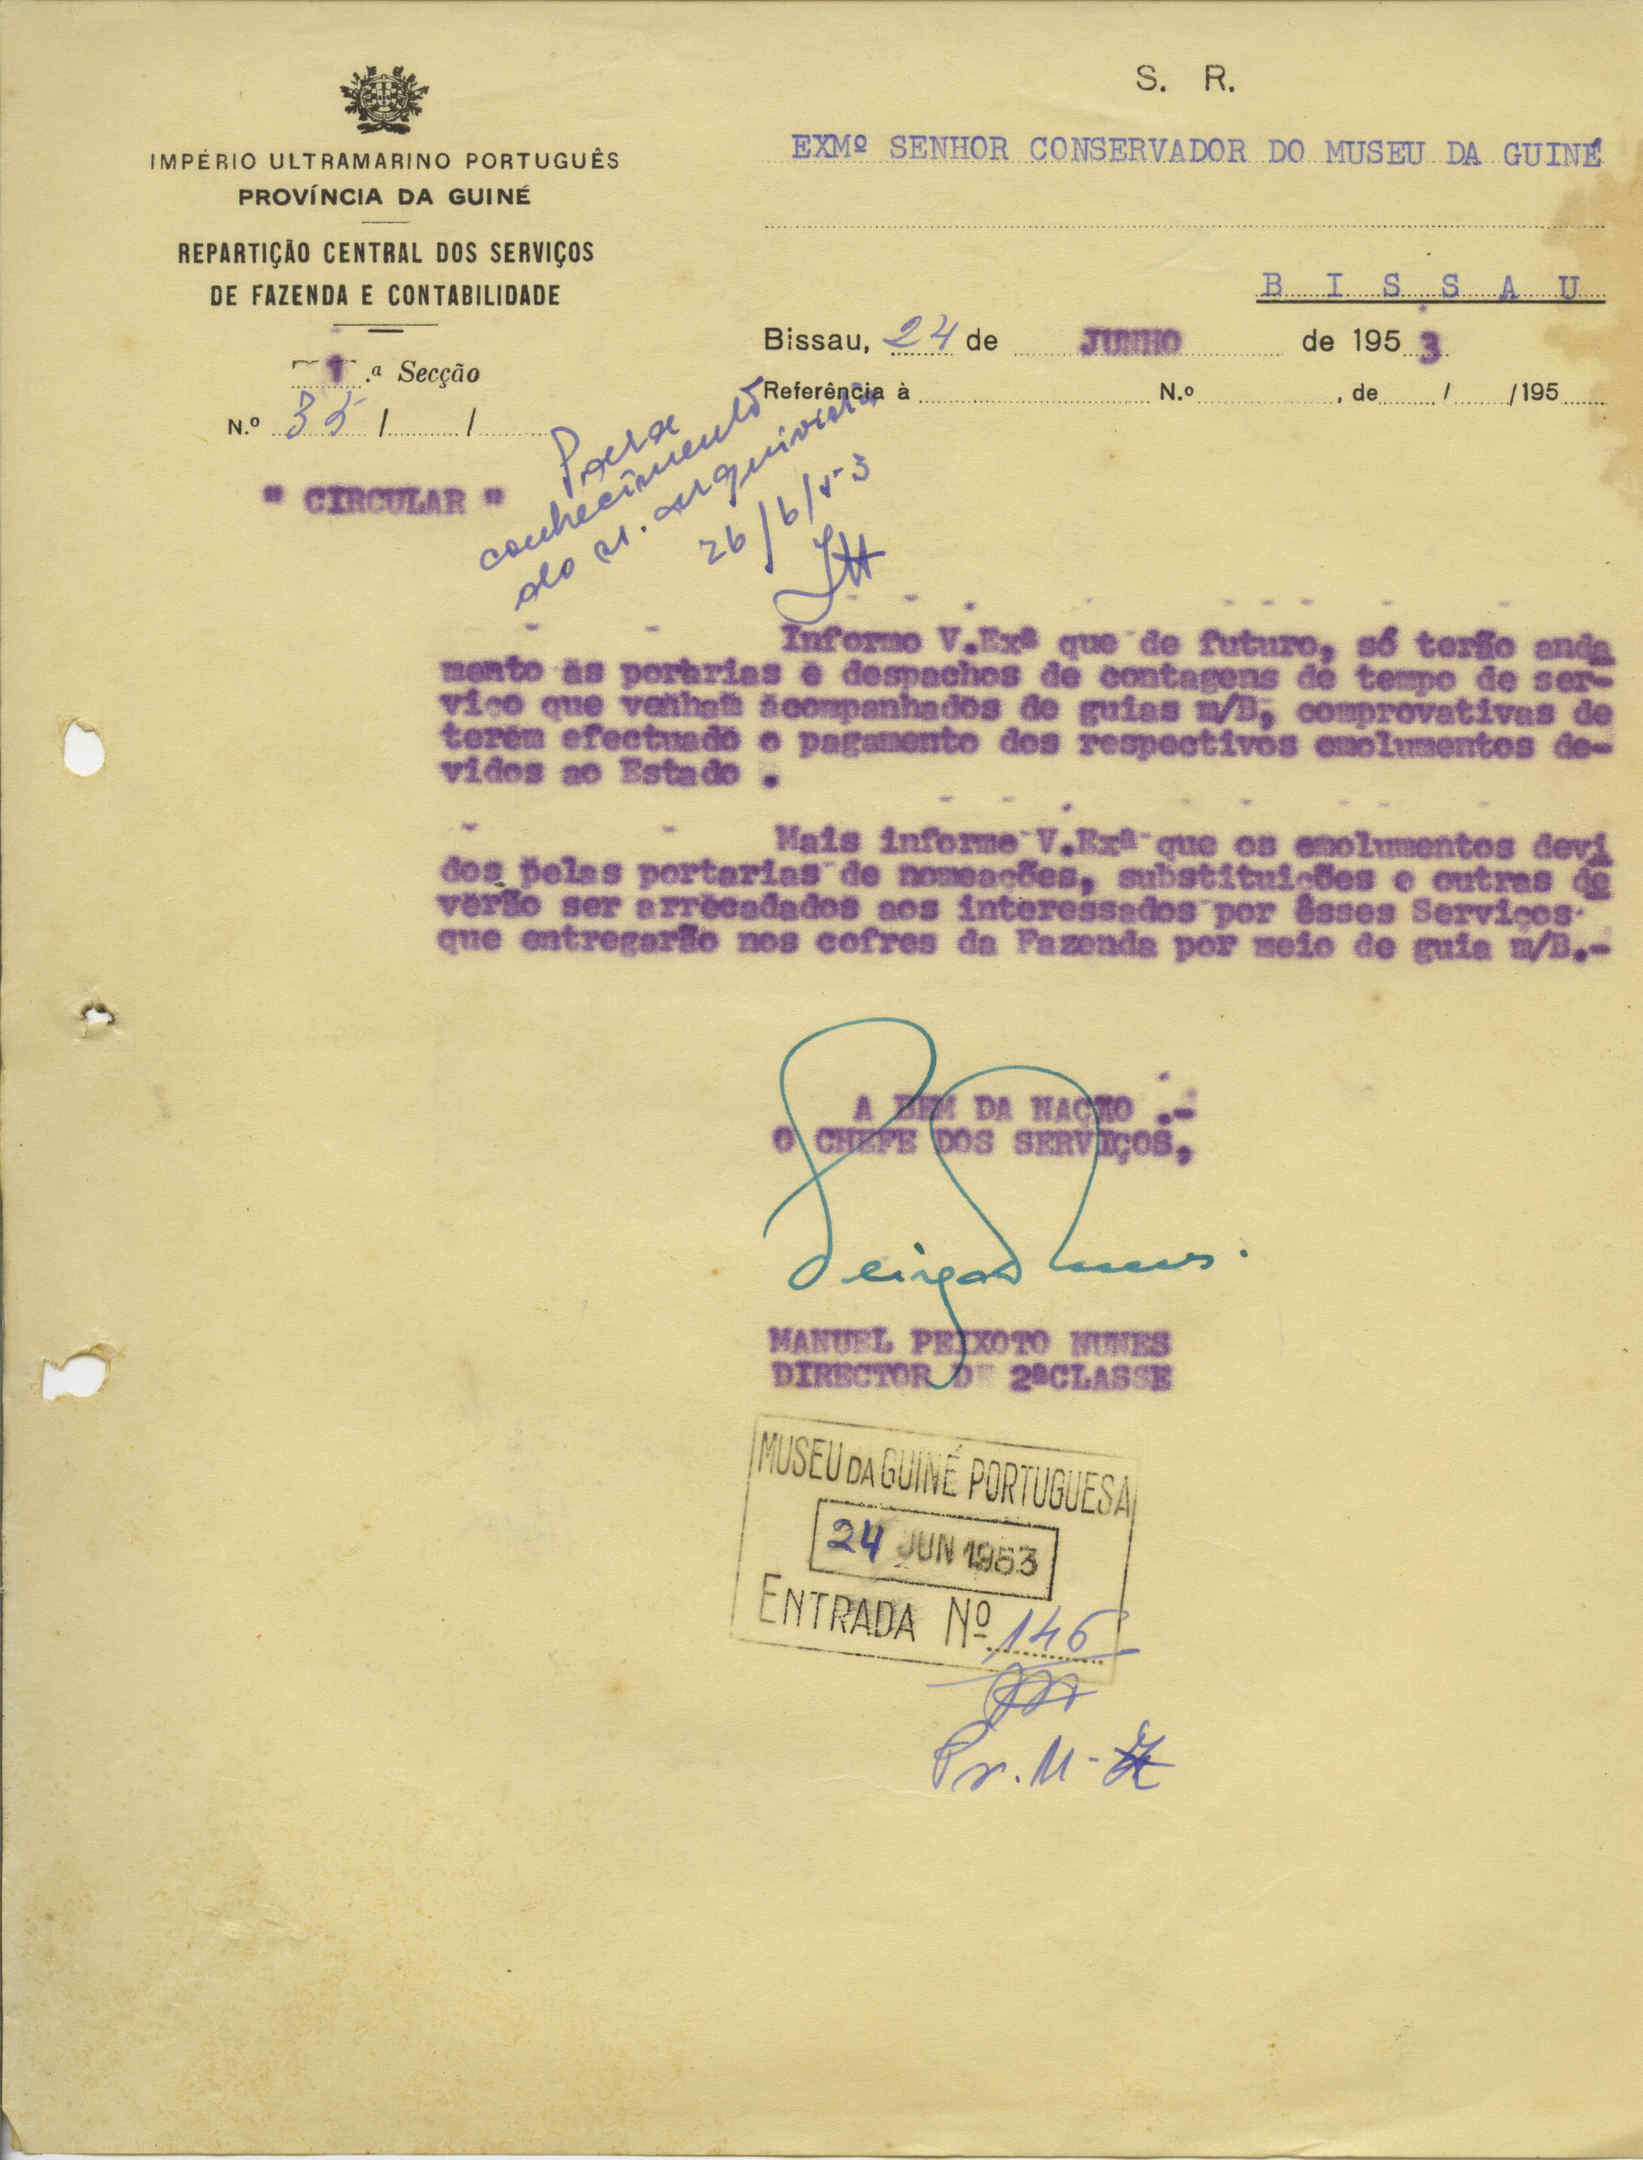 S. R.
IMPÉRIO ULTRAMARINO PORTUGUÊS
PROVÍNCIA DA GUINÉ
REPARTIÇÃO CENTRAL DOS SERVIÇOS
DE FAZENDA E CONTABILIDADE
1.ª Secção
N.º 35 / /
" CIRCULAR "
EXMº SENHOR CONSERVADOR DO MUSEU DA GUINÉ
B I S S A U
Bissau, 24 de JUNHO de 1953
Referência à N.º , de / /195
Para
conhecimento
do sr. arquivista
26/6/53
Informo V.Exª que de futuro, só terão anda
mento as portarias e despachos de contagens de tempo de ser-
viço que venham acompanhados de guias m/B, comprovativas de
terem efectuado o pagamento dos respectivos emolumentos de-
vidos ao Estado .
Mais informo V.Exª que os emolumentos devi
dos pelas portarias de nomeações, substituições e outras de
verão ser arrecadados aos interessados por êsses Serviços
que entregarão nos cofres da Fazenda por meio de guia m/B.-
A BEM DA NAÇÃO .-
O CHEFE DOS SERVIÇOS,
MANUEL PEIXOTO NUNES
DIRECTOR DE 2ªCLASSE
MUSEU DA GUINÉ PORTUGUESA
24 JUN 1953
ENTRADA Nº 146